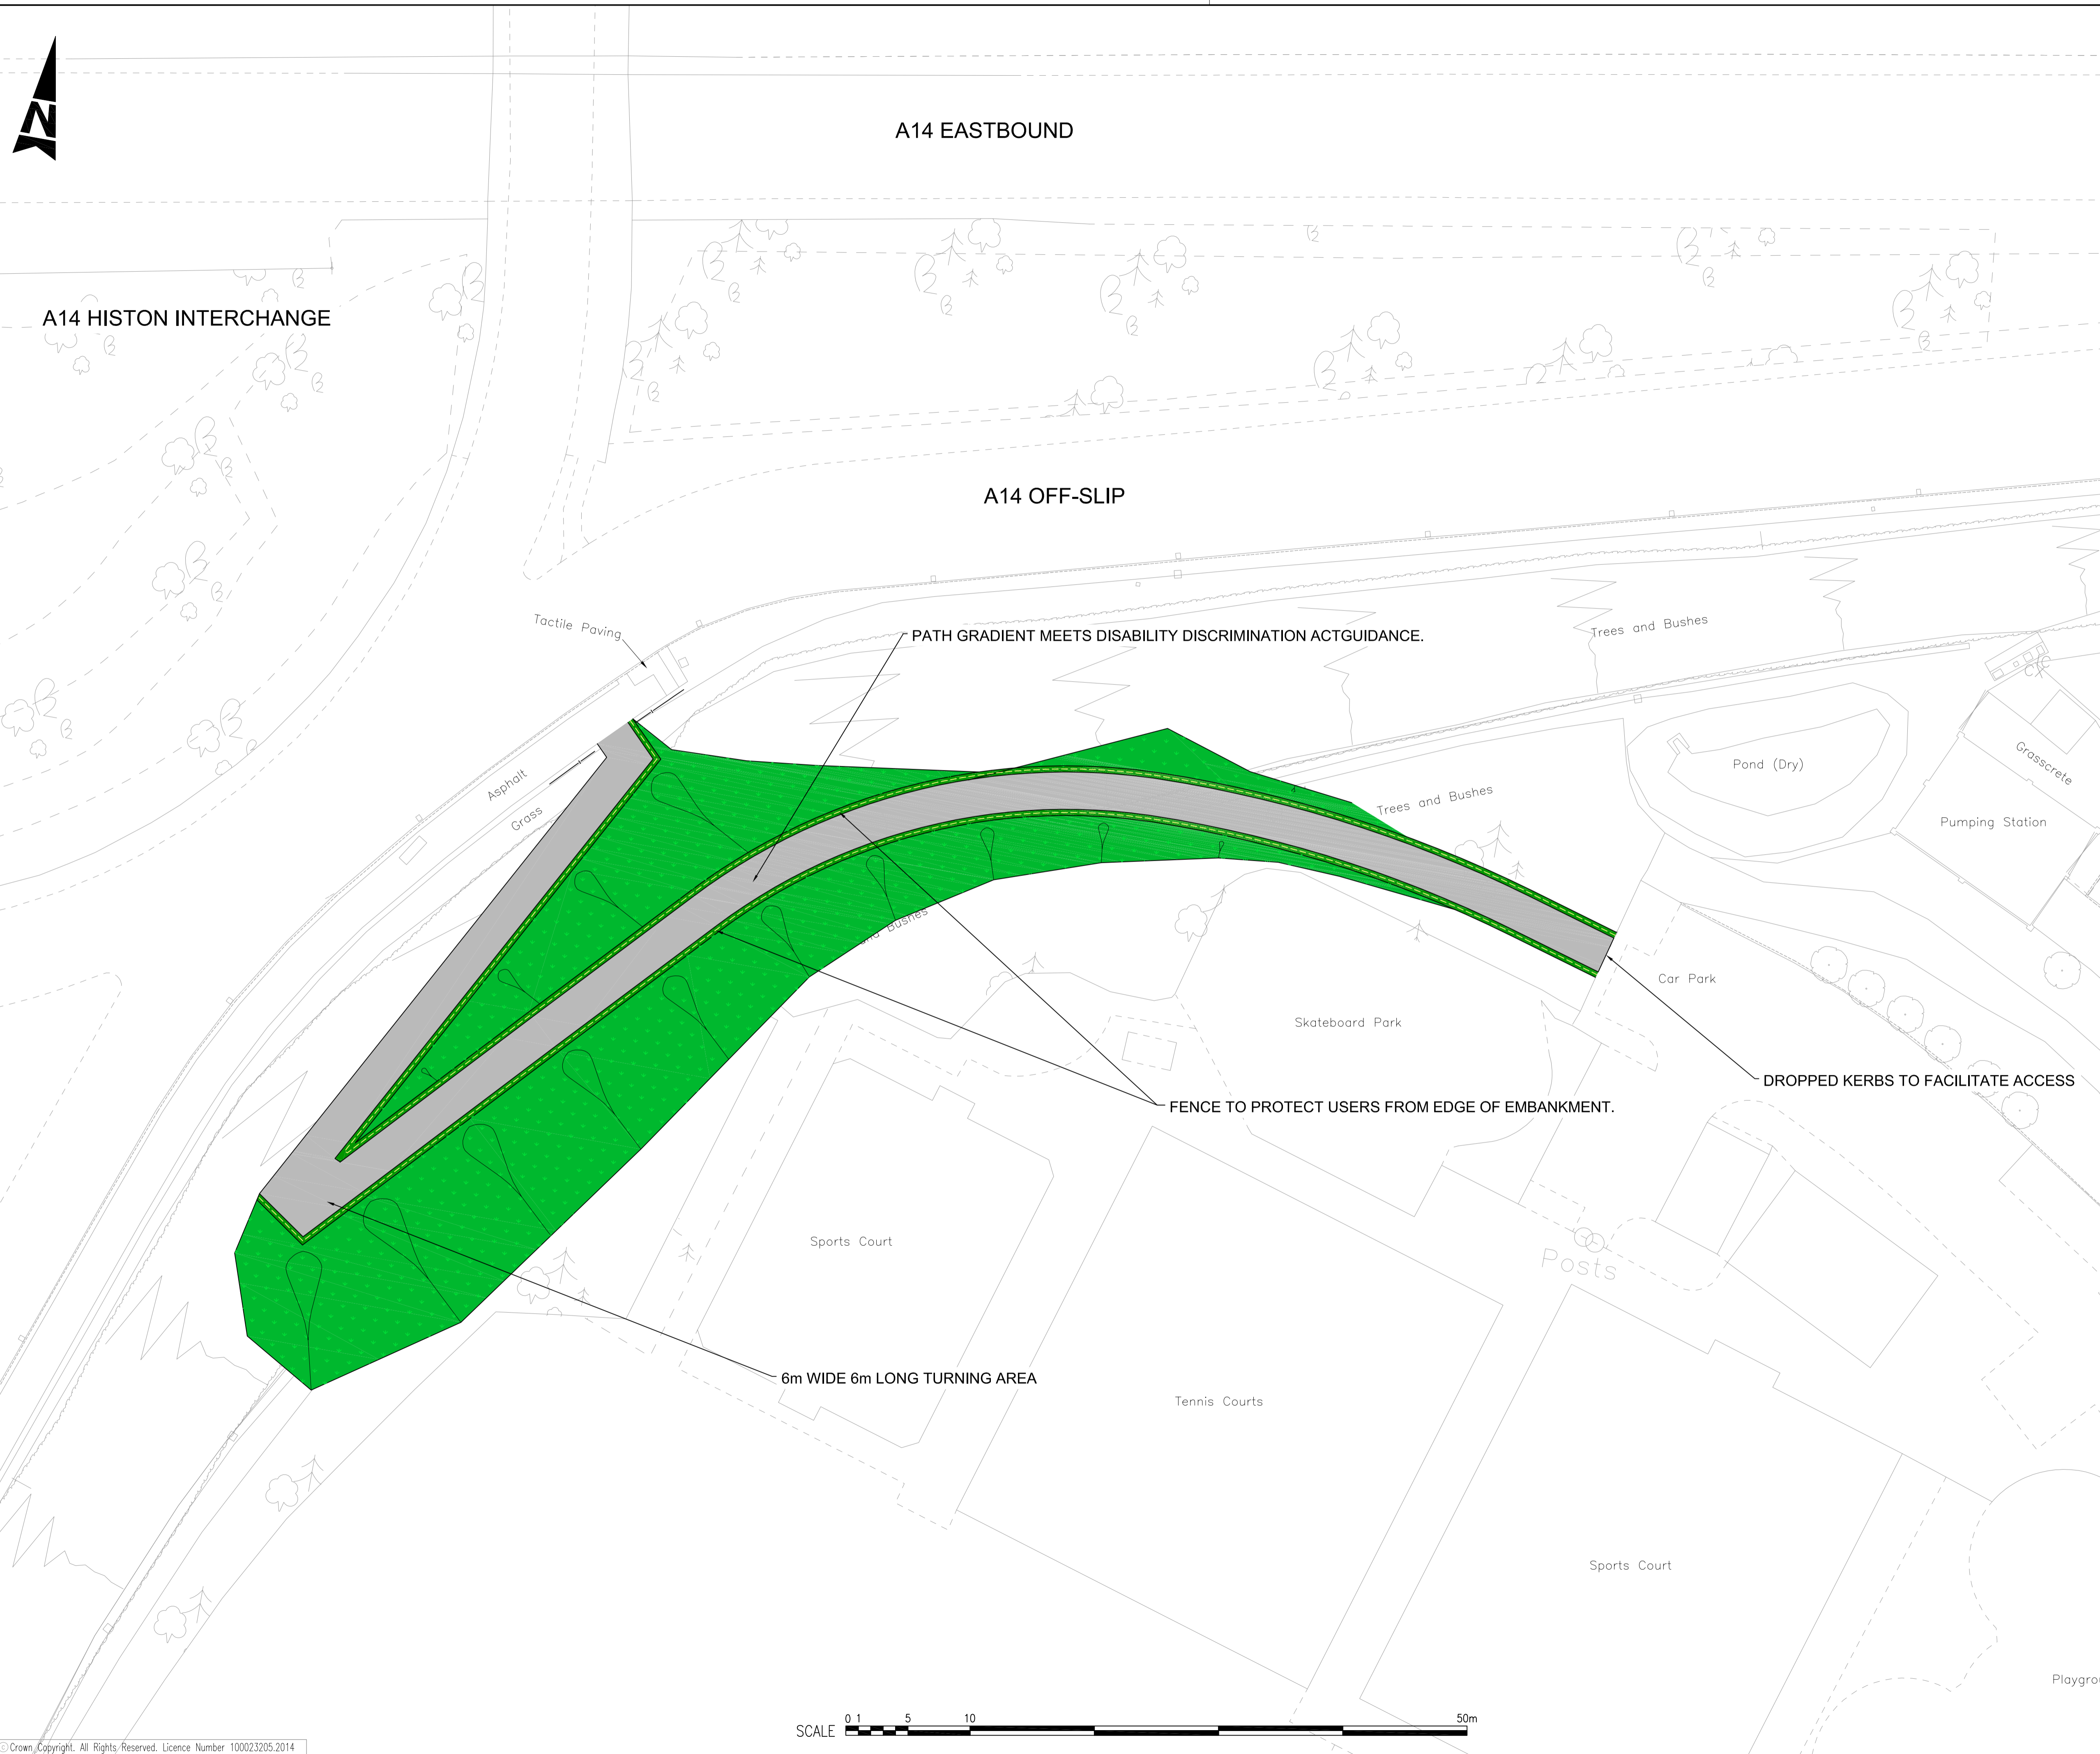 N
A14 EASTBOUND
A14 HISTON INTERCHANGE
A14 OFF-SLIP
Tactile Paving
PATH GRADIENT MEETS DISABILITY DISCRIMINATION ACTGUIDANCE.
Trees and Bushes
Grasscrete
Pond (Dry)
Asphalt
Grass
Trees and Bushes
Pumping Station
and Bushes
Car Park
Skateboard Park
DROPPED KERBS TO FACILITATE ACCESS
FENCE TO PROTECT USERS FROM EDGE OF EMBANKMENT.
Sports Court
Posts
6m WIDE 6m LONG TURNING AREA
Tennis Courts
Sports Court
Playgrou
SCALE 0 1 5 10 50m
©Crown Copyright. All Rights Reserved. Licence Number 100023205.2014